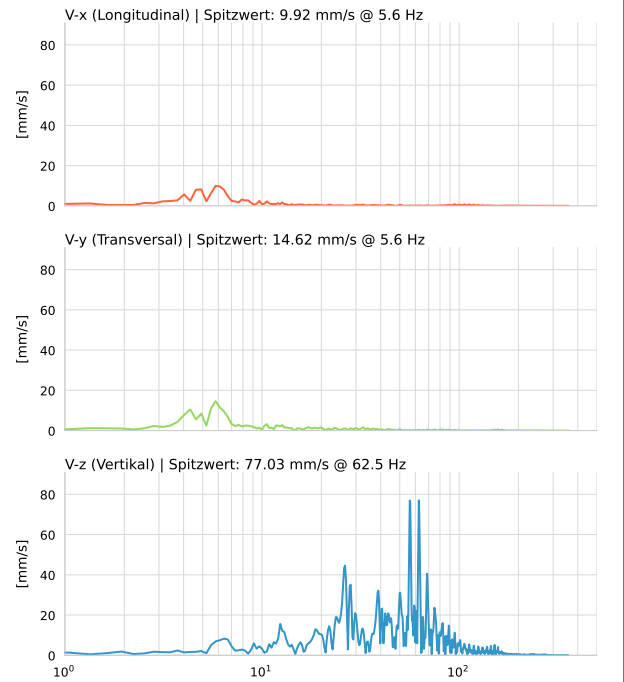 V-x (Longitudinal) | Spitzwert: 9.92 mm/s @ 5.6 Hz
80
60
40
20
0
[mm/s]
V-y (Transversal) | Spitzwert: 14.62 mm/s @ 5.6 Hz
80
60
40
20
0
[mm/s]
V-z (Vertikal) | Spitzwert: 77.03 mm/s @ 62.5 Hz
80
60
40
20
0
[mm/s]
10⁰ 10¹ 10²